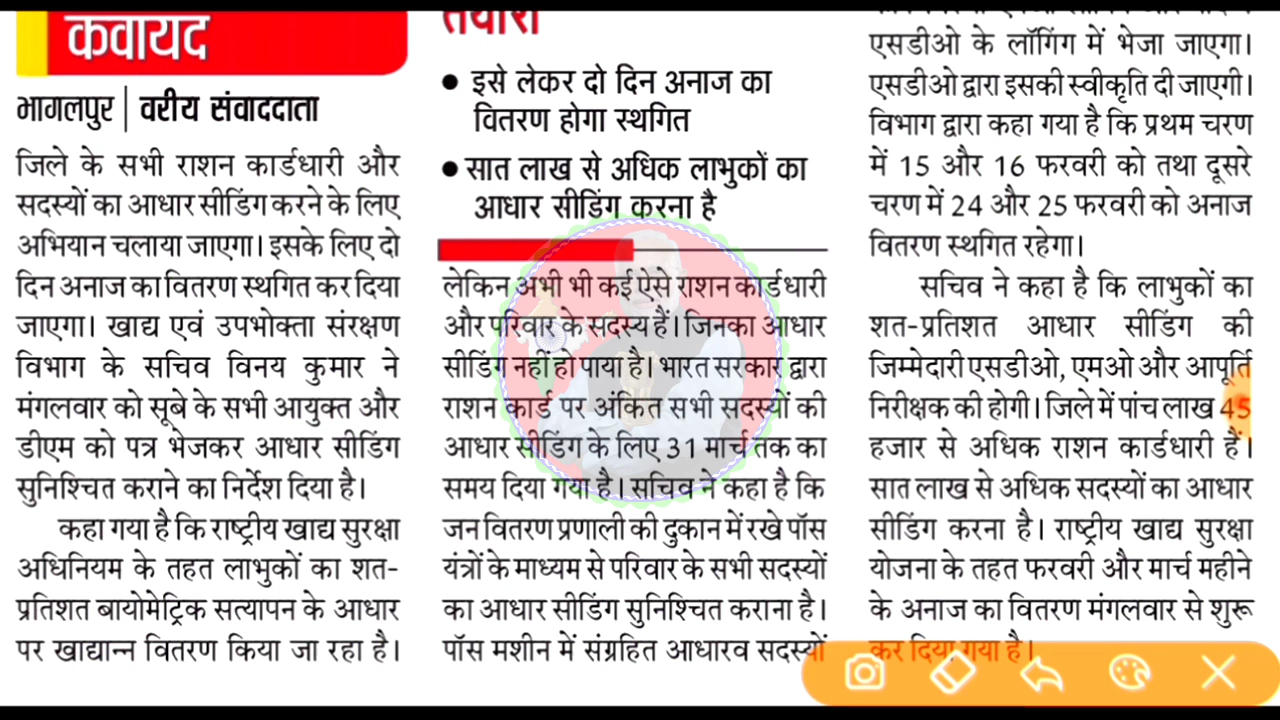 कवायद
भागलपुर | वरीय संवाददाता
जिले के सभी राशन कार्डधारी और
सदस्यों का आधार सीडिंग करने के लिए
अभियान चलाया जाएगा। इसके लिए दो
दिन अनाज का वितरण स्थगित कर दिया
जाएगा। खाद्य एवं उपभोक्ता संरक्षण
विभाग के सचिव विनय कुमार ने
मंगलवार को सूबे के सभी आयुक्त और
डीएम को पत्र भेजकर आधार सीडिंग
सुनिश्चित कराने का निर्देश दिया है।
कहा गया है कि राष्ट्रीय खाद्य सुरक्षा
अधिनियम के तहत लाभुकों का शत-
प्रतिशत बायोमेट्रिक सत्यापन के आधार
पर खाद्यान्न वितरण किया जा रहा है।
तैयारी
• इसे लेकर दो दिन अनाज का
वितरण होगा स्थगित
• सात लाख से अधिक लाभुकों का
आधार सीडिंग करना है
लेकिन अभी भी कई ऐसे राशन कार्डधारी
और परिवार के सदस्य हैं। जिनका आधार
सीडिंग नहीं हो पाया है। भारत सरकार द्वारा
राशन कार्ड पर अंकित सभी सदस्यों की
आधार सीडिंग के लिए 31 मार्च तक का
समय दिया गया है। सचिव ने कहा है कि
जन वितरण प्रणाली की दुकान में रखे पॉस
यंत्रों के माध्यम से परिवार के सभी सदस्यों
का आधार सीडिंग सुनिश्चित कराना है।
पॉस मशीन में संग्रहित आधारव सदस्यों
एसडीओ के लॉगिंग में भेजा जाएगा।
एसडीओ द्वारा इसकी स्वीकृति दी जाएगी।
विभाग द्वारा कहा गया है कि प्रथम चरण
में 15 और 16 फरवरी को तथा दूसरे
चरण में 24 और 25 फरवरी को अनाज
वितरण स्थगित रहेगा।
सचिव ने कहा है कि लाभुकों का
शत-प्रतिशत आधार सीडिंग की
जिम्मेदारी एसडीओ, एमओ और आपूर्ति
निरीक्षक की होगी। जिले में पांच लाख 45
हजार से अधिक राशन कार्डधारी हैं।
सात लाख से अधिक सदस्यों का आधार
सीडिंग करना है। राष्ट्रीय खाद्य सुरक्षा
योजना के तहत फरवरी और मार्च महीने
के अनाज का वितरण मंगलवार से शुरू
कर दिया गया है।